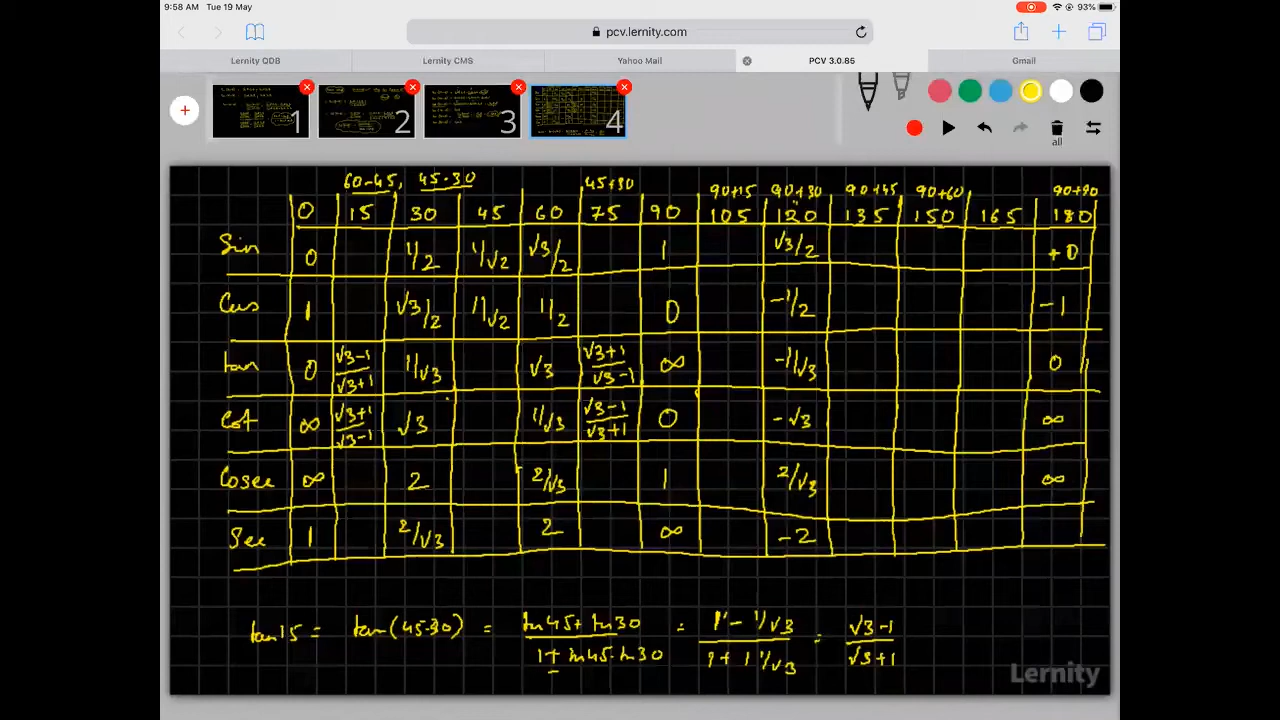 9:58 AM Tue 19 May
93%
pcv.lernity.com
Lernity QDB
Lernity CMS
Yahoo Mail
PCV 3.0.85
Gmail
1
2
3
4
all
60-45, 45-30 45+30 90+15 90+30 90+45 90+60 90+90
0 15 30 45 60 75 90 105 120 135 150 165 180
Sin 0 1/2 1/√2 √3/2 1 √3/2 +0
Cus 1 √3/2 1/√2 1/2 0 -1/2 -1
tan 0 √3-1/√3+1 1/√3 √3 √3+1/√3-1 ∞ -1/√3 0
Cot ∞ √3+1/√3-1 √3 1/√3 √3-1/√3+1 0 -√3 ∞
Cosec ∞ 2 2/√3 1 2/√3 ∞
Sec 1 2/√3 2 ∞ -2
tan15 = tan(45-30) = tn45+tn30/1+tn45.tn30 = 1-1/√3/1+1 1/√3 = √3-1/√3+1
Lernity